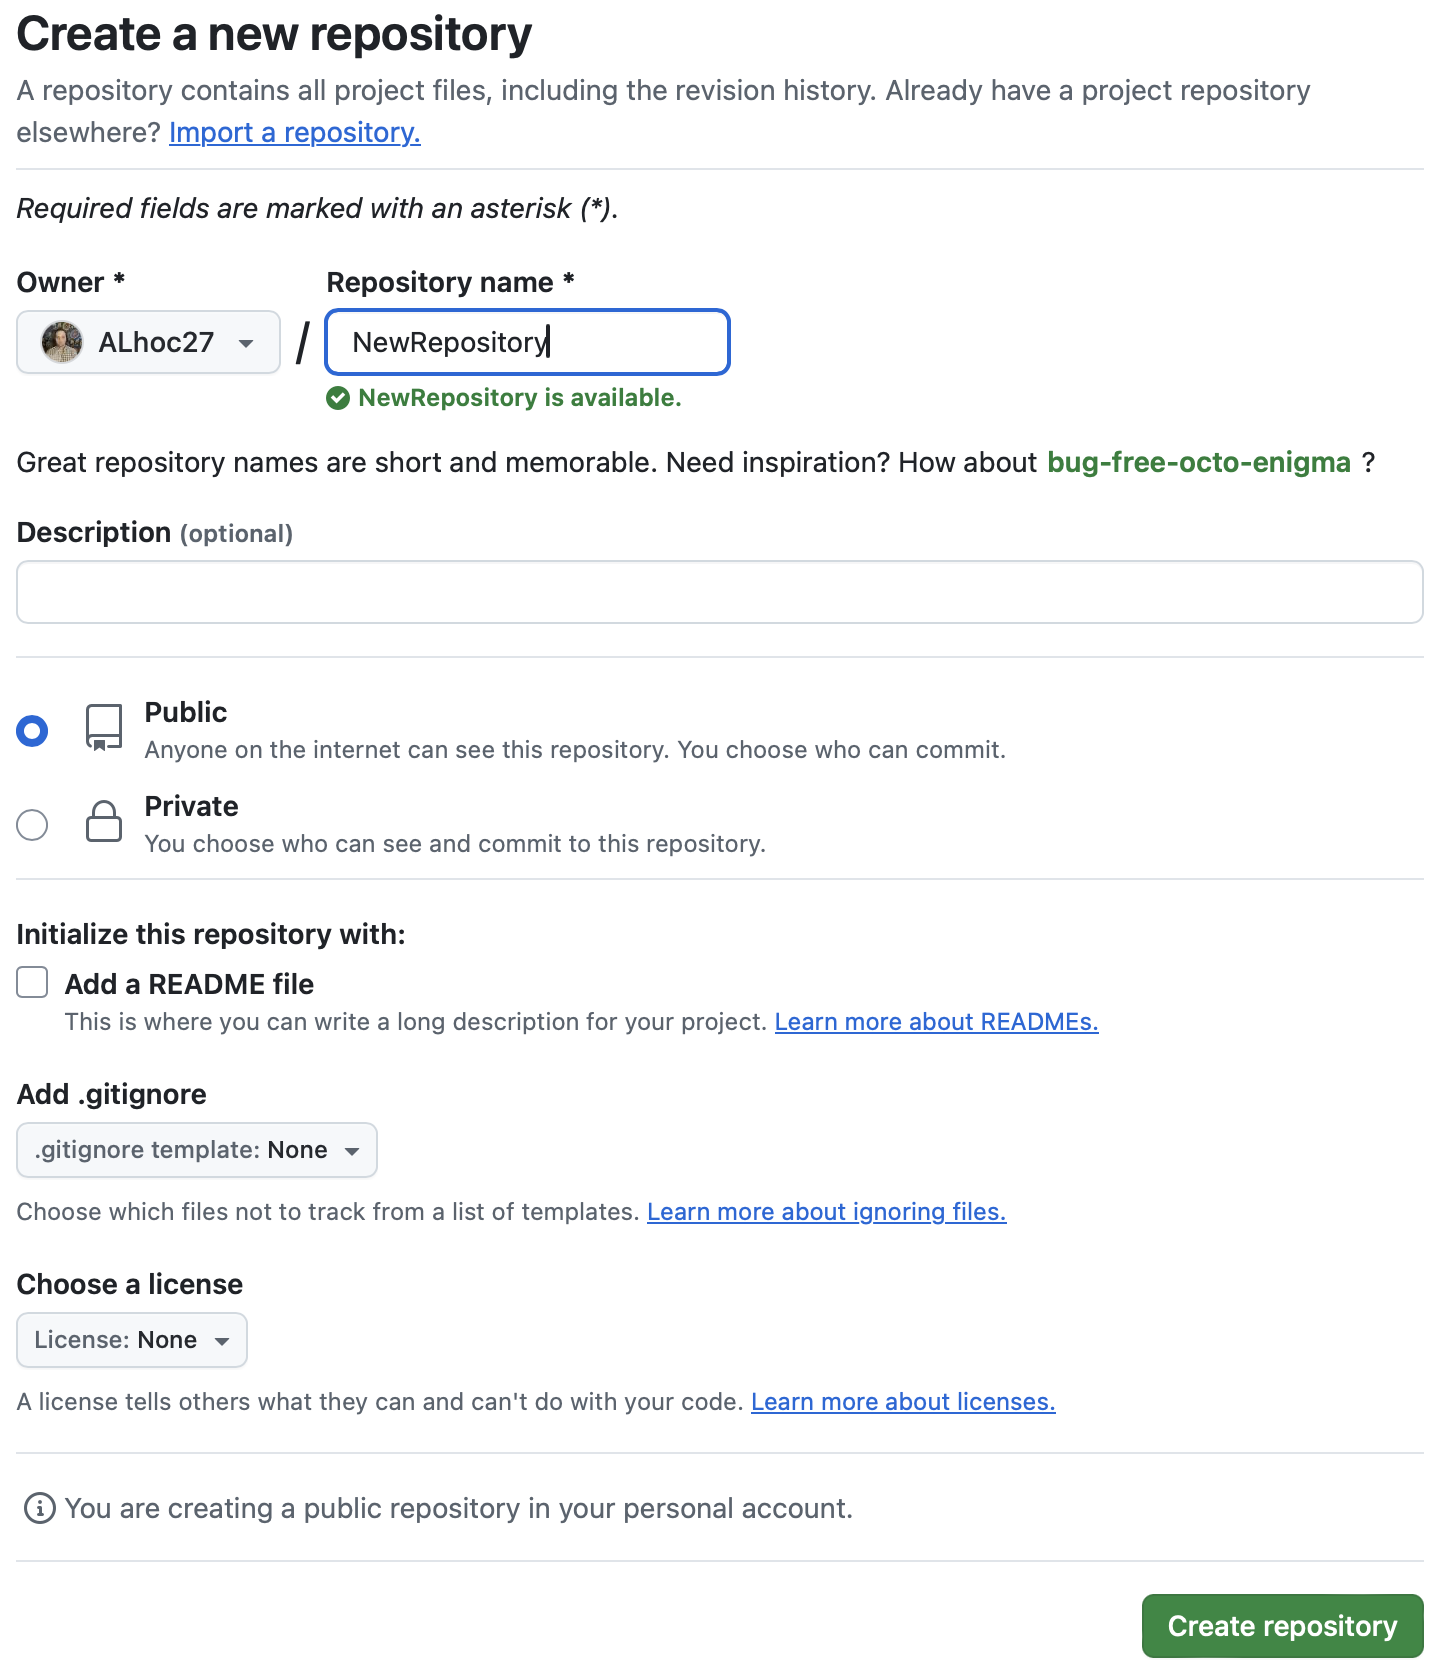 Create a new repository
A repository contains all project files, including the revision history. Already have a project repository
elsewhere? Import a repository.
Required fields are marked with an asterisk (*).
Owner * Repository name *
ALhoc27 / NewRepository
NewRepository is available.
Great repository names are short and memorable. Need inspiration? How about bug-free-octo-enigma ?
Description (optional)
Public
Anyone on the internet can see this repository. You choose who can commit.
Private
You choose who can see and commit to this repository.
Initialize this repository with:
Add a README file
This is where you can write a long description for your project. Learn more about READMEs.
Add .gitignore
.gitignore template: None
Choose which files not to track from a list of templates. Learn more about ignoring files.
Choose a license
License: None
A license tells others what they can and can't do with your code. Learn more about licenses.
You are creating a public repository in your personal account.
Create repository